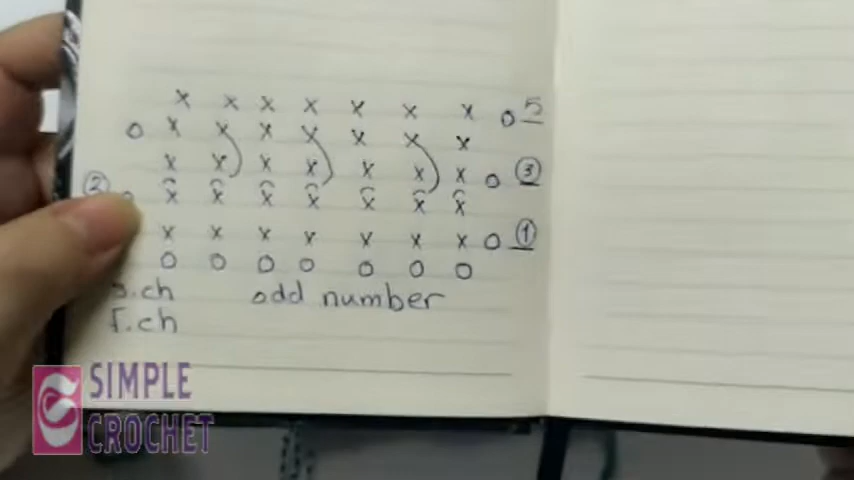 x x x x x x x o 5
o x x x x x x x
x x x x x x x o 3
2 o x x x x x x x
x x x x x x x o 1
o o o o o o o
.ch odd number
f.ch
SIMPLE
CROCHET